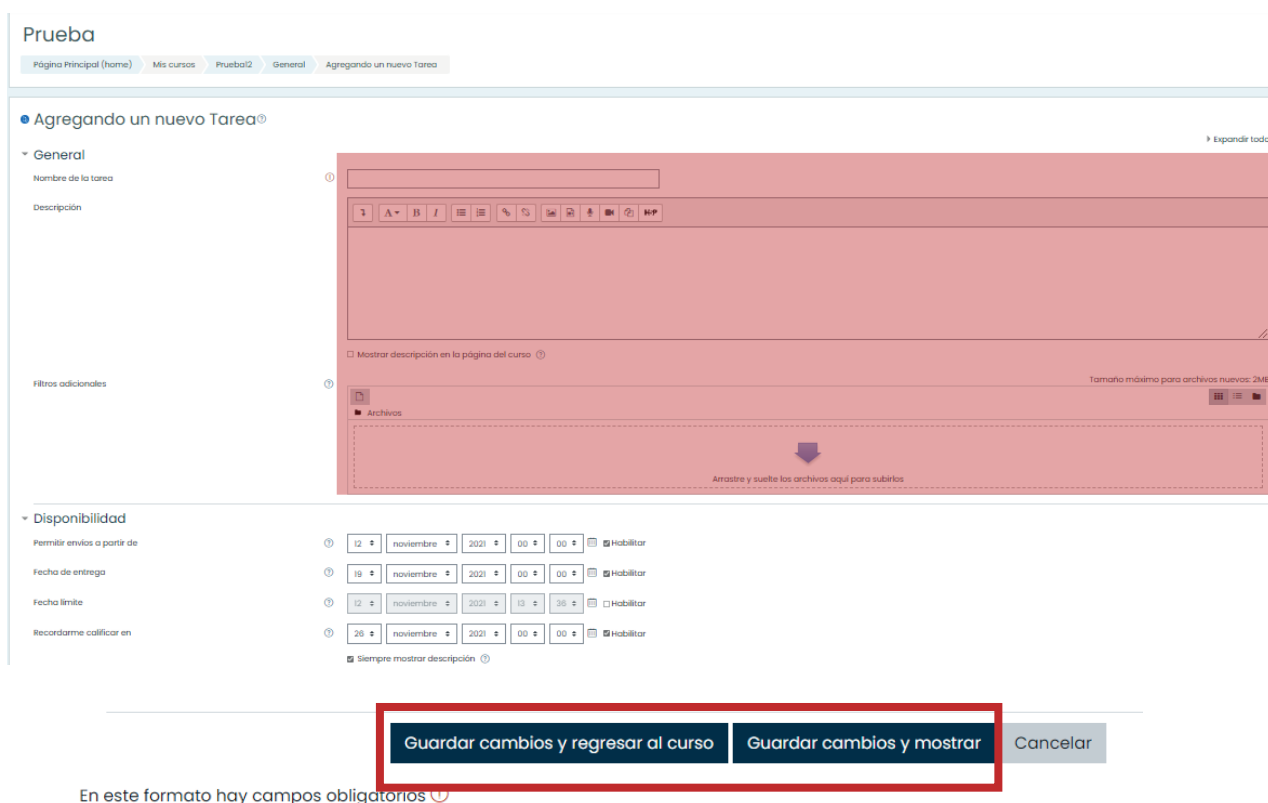 Prueba
Página Principal (home) Mis cursos Prueba12 General Agregando un nuevo Tarea
Agregando un nuevo Tarea
Expandir todo
General
Nombre de la tarea
Descripción
A B I H-P
Mostrar descripción en la página del curso
Filtros adicionales
Tamaño máximo para archivos nuevos: 2MB
Archivos
Arrastre y suelte los archivos aquí para subirlos
Disponibilidad
Permitir envíos a partir de 12 noviembre 2021 00 00 Habilitar
Fecha de entrega 19 noviembre 2021 00 00 Habilitar
Fecha límite 12 noviembre 2021 13 36 Habilitar
Recordarme calificar en 26 noviembre 2021 00 00 Habilitar
Siempre mostrar descripción
Guardar cambios y regresar al curso Guardar cambios y mostrar Cancelar
En este formato hay campos obligatorios